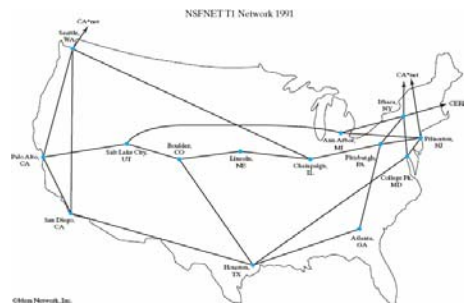 NSFNET T1 Network 1991
CA*net
Seattle,
WA
CA*net
Ithaca,
NY
CERN
Ann Arbor,
MI
Princeton,
NJ
Salt Lake City,
UT
Boulder,
CO
Lincoln,
NE
Champaign,
IL
Pittsburgh,
PA
Palo Alto,
CA
College Pk,
MD
San Diego,
CA
Atlanta,
GA
Houston,
TX
Network, Inc.